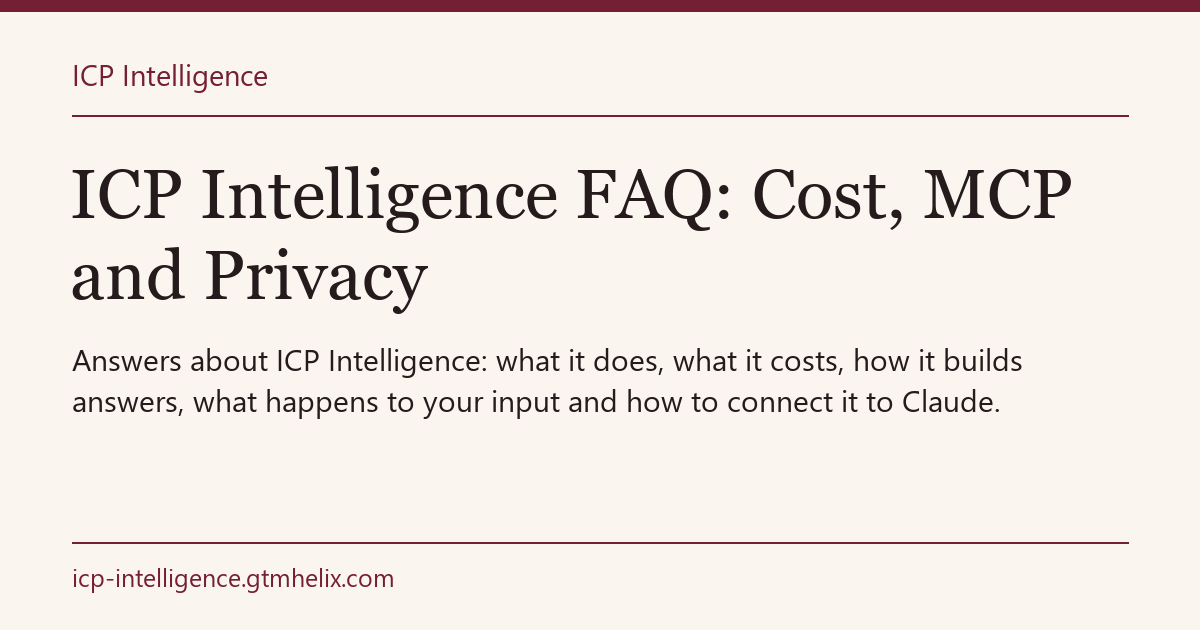 ICP Intelligence
ICP Intelligence FAQ: Cost, MCP
and Privacy
Answers about ICP Intelligence: what it does, what it costs, how it builds
answers, what happens to your input and how to connect it to Claude.
icp-intelligence.gtmhelix.com